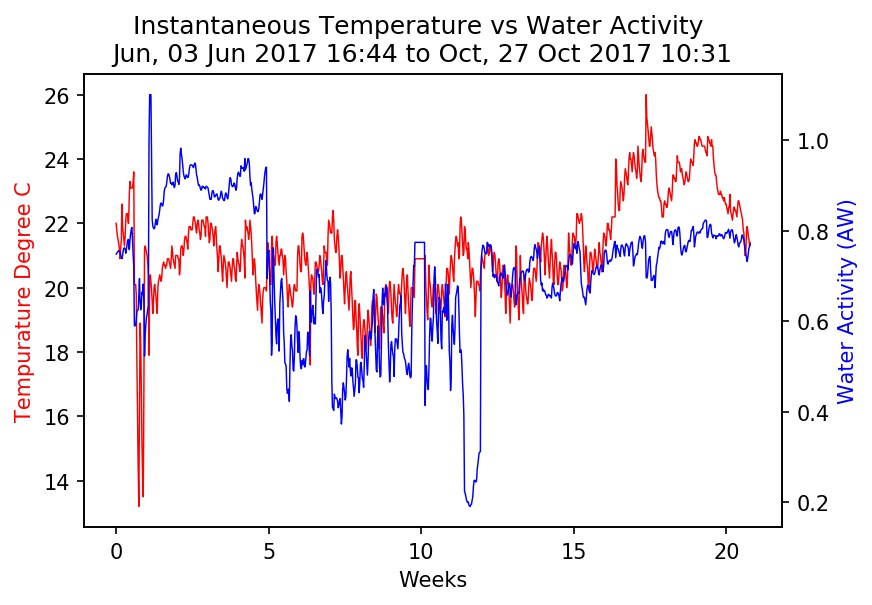 Instantaneous Temperature vs Water Activity
Jun, 03 Jun 2017 16:44 to Oct, 27 Oct 2017 10:31
26
24
22
20
18
16
14
Tempurature Degree C
1.0
0.8
0.6
0.4
0.2
Water Activity (AW)
0 5 10 15 20
Weeks